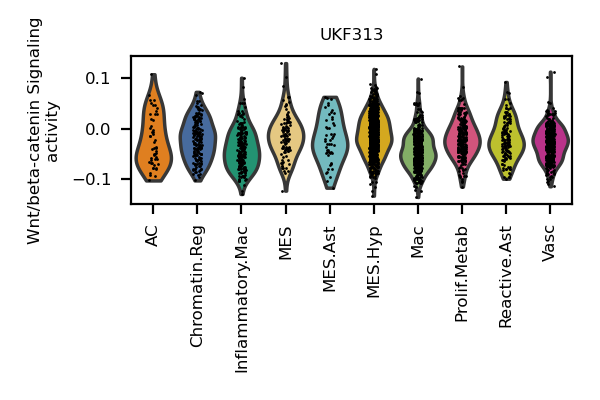 UKF313
Wnt/beta-catenin Signaling
activity
0.1
0.0
−0.1
AC
Chromatin.Reg
Inflammatory.Mac
MES
MES.Ast
MES.Hyp
Mac
Prolif.Metab
Reactive.Ast
Vasc